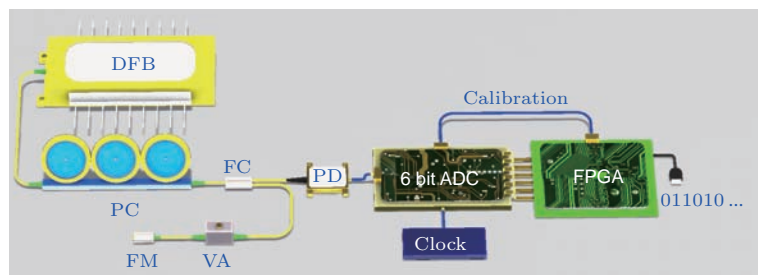 DFB
Calibration
FC
PD
6 bit ADC
FPGA
PC
011010 ...
Clock
FM
VA